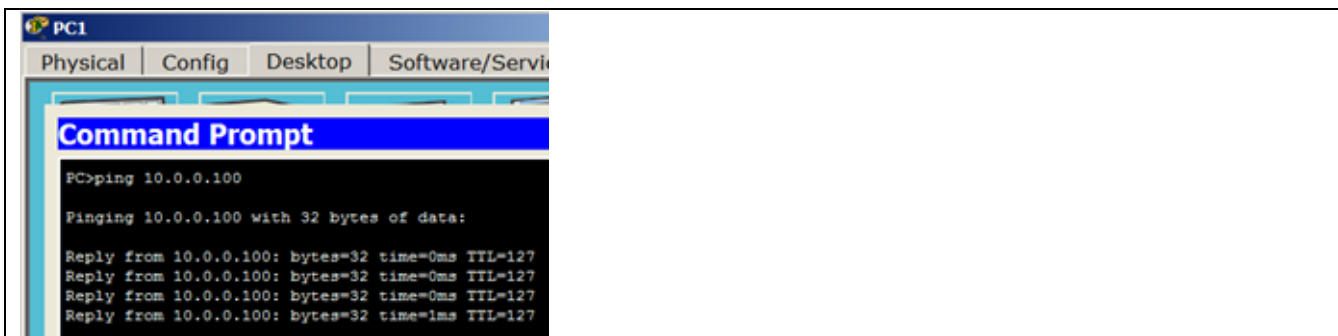 PC1
Physical Config Desktop Software/Servi
Command Prompt
PC>ping 10.0.0.100
Pinging 10.0.0.100 with 32 bytes of data:
Reply from 10.0.0.100: bytes=32 time=0ms TTL=127
Reply from 10.0.0.100: bytes=32 time=0ms TTL=127
Reply from 10.0.0.100: bytes=32 time=0ms TTL=127
Reply from 10.0.0.100: bytes=32 time=1ms TTL=127